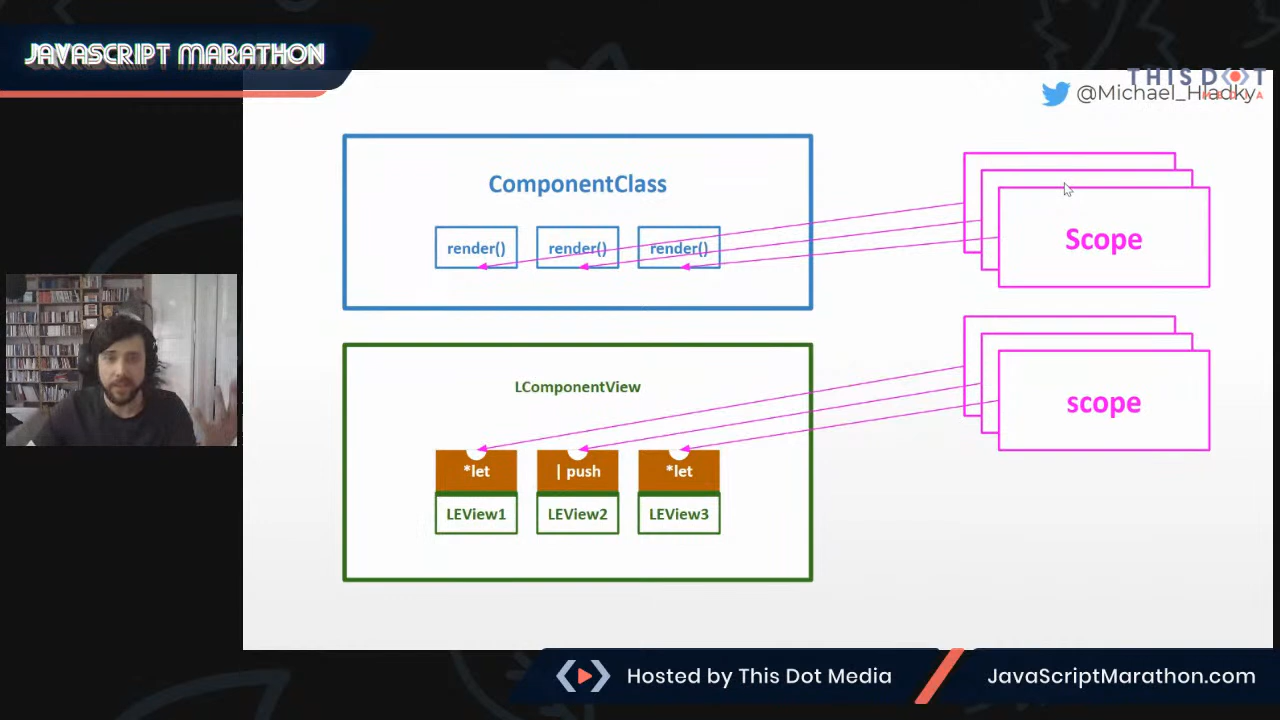 JAVASCRIPT MARATHON
THIS DOT
MEDIA
@Michael_Hladky
ComponentClass
render() render() render()
Scope
LComponentView
scope
*let | push *let
LEView1 LEView2 LEView3
Hosted by This Dot Media
JavaScriptMarathon.com